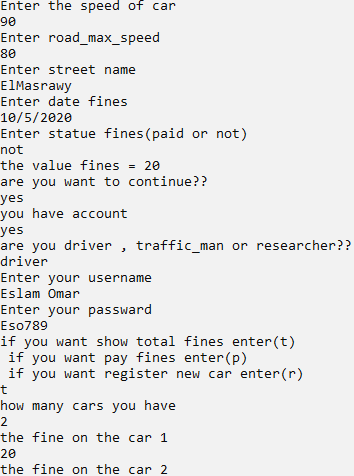 Enter the speed of car
90
Enter road_max_speed
80
Enter street name
ElMasrawy
Enter date fines
10/5/2020
Enter statue fines(paid or not)
not
the value fines = 20
are you want to continue??
yes
you have account
yes
are you driver , traffic_man or researcher??
driver
Enter your username
Eslam Omar
Enter your passward
Eso789
if you want show total fines enter(t)
 if you want pay fines enter(p)
 if you want register new car enter(r)
t
how many cars you have
2
the fine on the car 1
20
the fine on the car 2